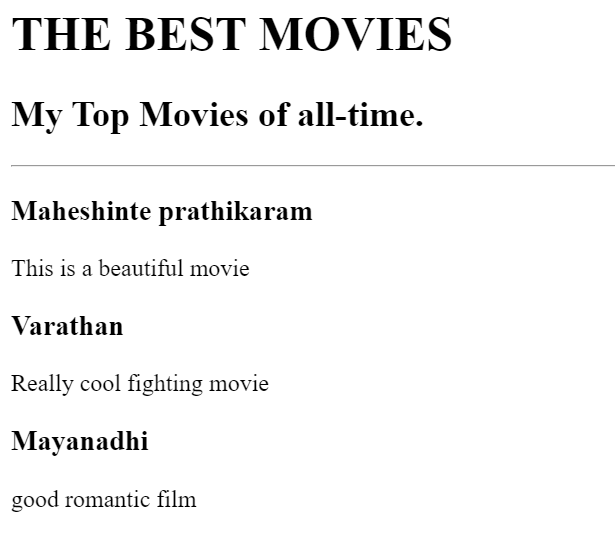 THE BEST MOVIES
My Top Movies of all-time.
Maheshinte prathikaram
This is a beautiful movie
Varathan
Really cool fighting movie
Mayanadhi
good romantic film